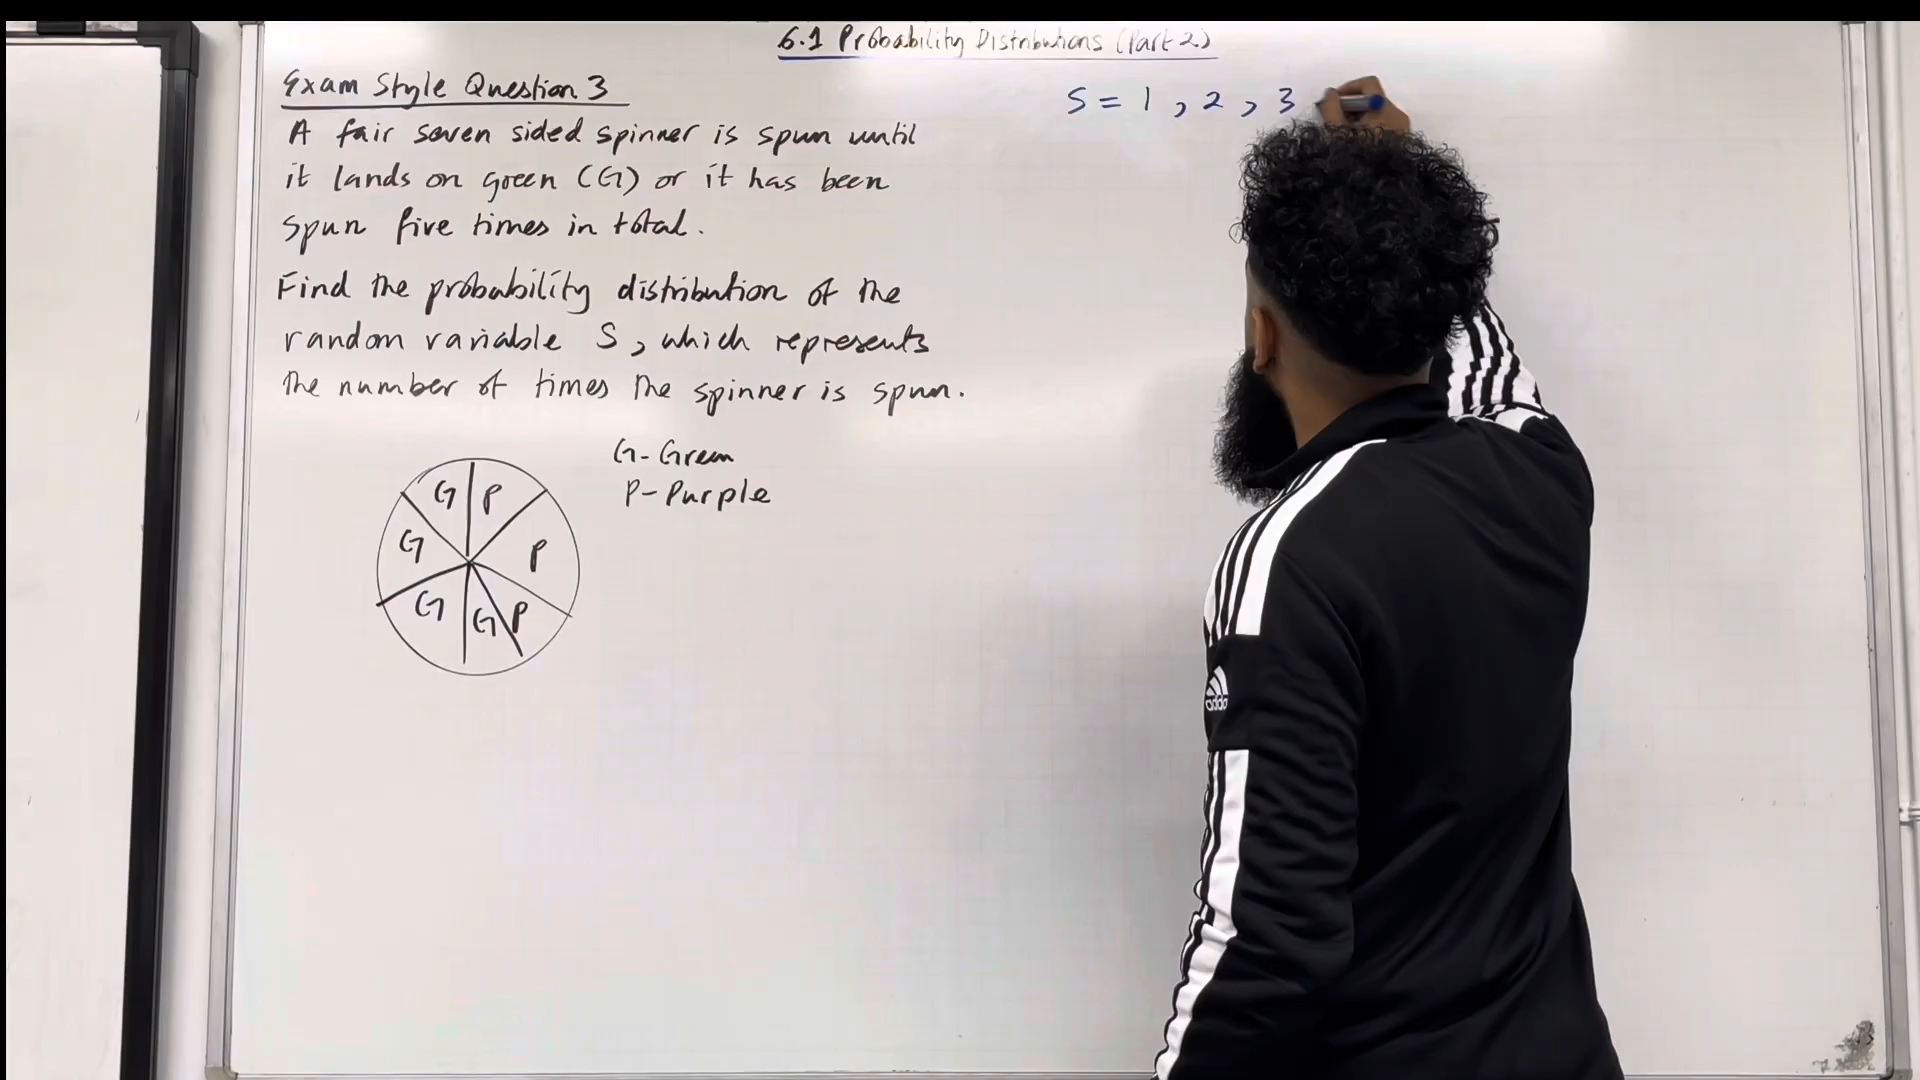 6.1 Probability Distributions (Part 2)
Exam Style Question 3
A fair seven sided spinner is spun until
it lands on green (G) or it has been
spun five times in total.
Find the probability distribution of the
random variable S, which represents
the number of times the spinner is spun.
G - Green
P - Purple
G P
G P
G G P
S = 1, 2, 3
adidas